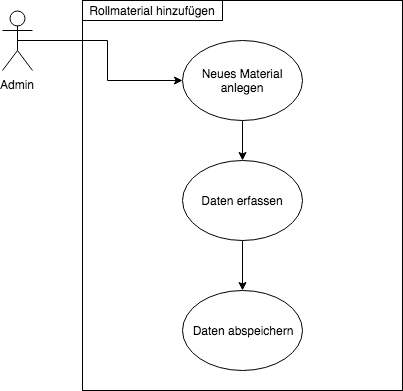 Rollmaterial hinzufügen
Admin
Neues Material
anlegen
Daten erfassen
Daten abspeichern